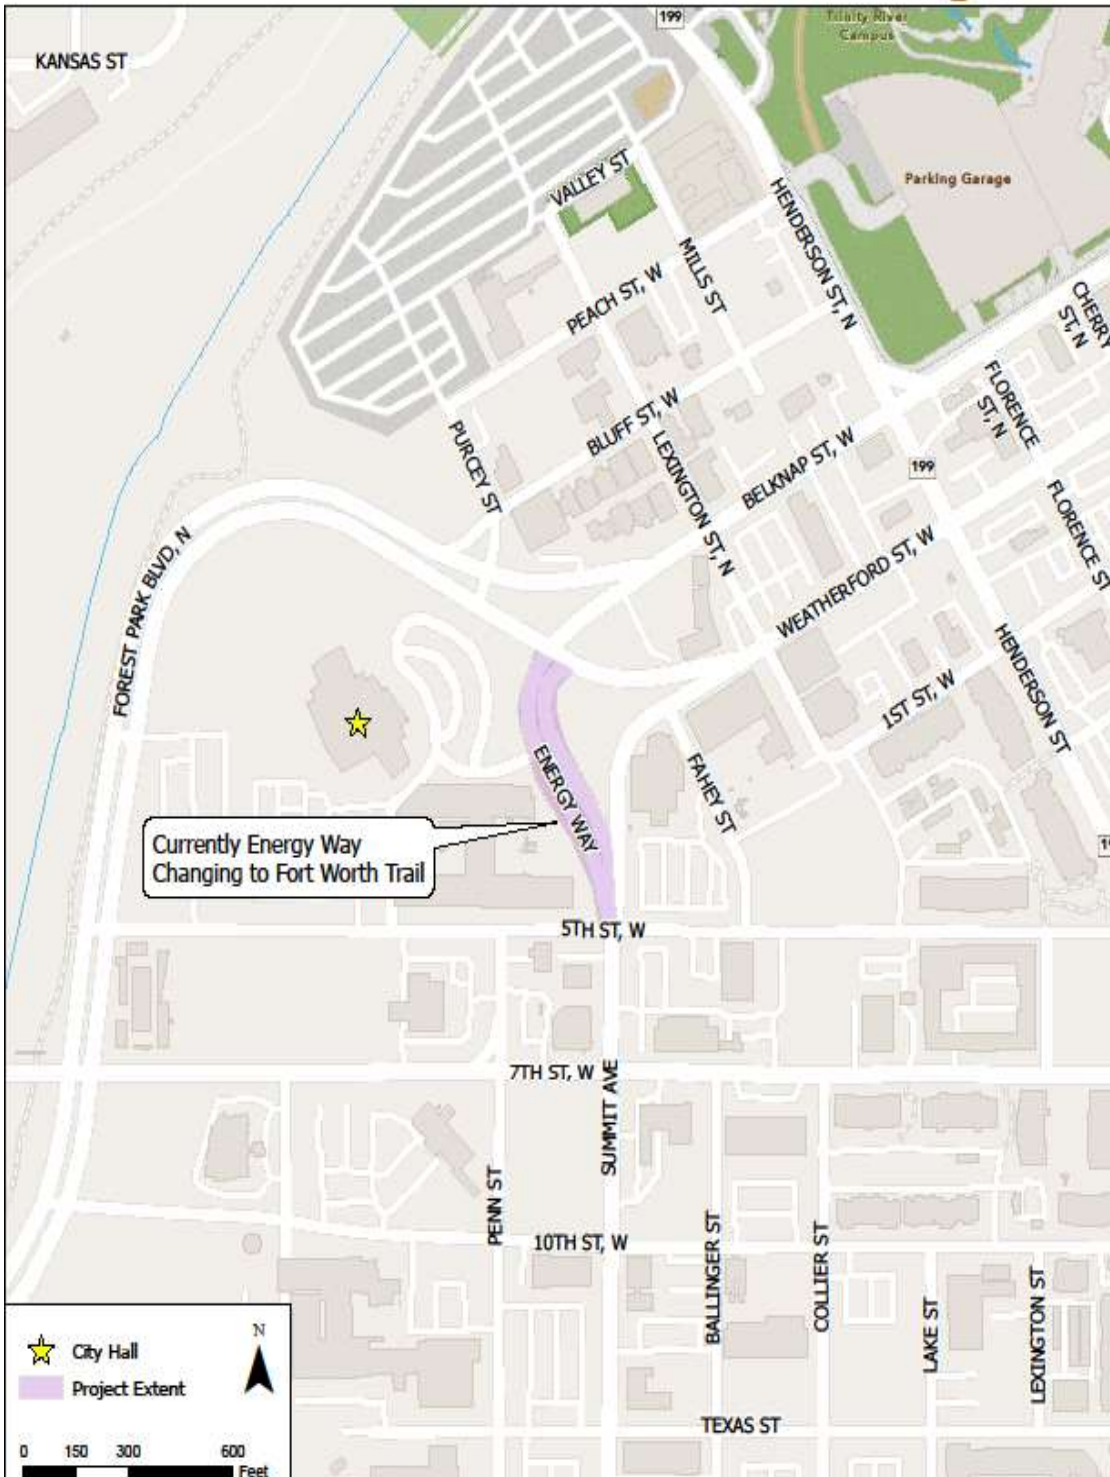 199
Trinity River
Campus
KANSAS ST
Parking Garage
VALLEY ST
HENDERSON ST, N
MILLS ST
PEACH ST, W
CHERRY
ST, N
FLORENCE
ST, N
BLUFF ST, W
PURCEY ST
LEXINGTON ST, N
BELKNAP ST, W
199
FLORENCE ST
FOREST PARK BLVD, N
WEATHERFORD ST, W
HENDERSON ST
1ST ST, W
ENERGY WAY
FAHEY ST
Currently Energy Way
Changing to Fort Worth Trail
5TH ST, W
7TH ST, W
SUMMIT AVE
PENN ST
10TH ST, W
BALLINGER ST
COLLIER ST
LAKE ST
LEXINGTON ST
TEXAS ST
City Hall
N
Project Extent
0 150 300 600
Feet